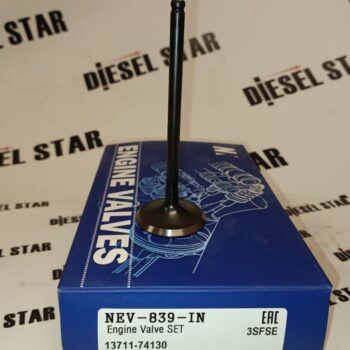 DIESEL STAR
DIESEL STAR
DIESEL STAR
ENGINE VALVES
NEV-839-IN
Engine Valve SET
13711-74130
EAC
3SFSE